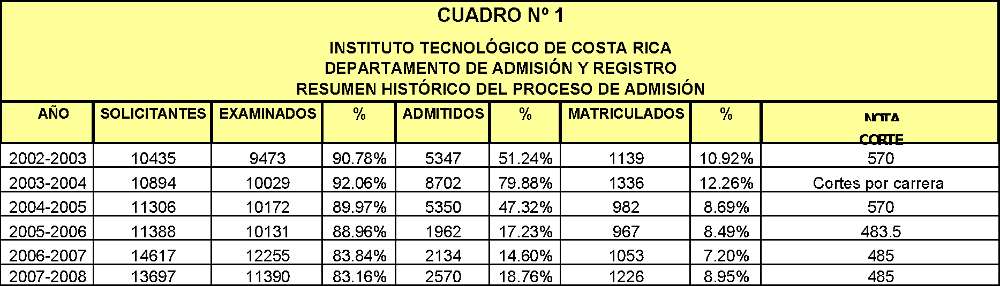 CUADRO Nº 1
INSTITUTO TECNOLÓGICO DE COSTA RICA
DEPARTAMENTO DE ADMISIÓN Y REGISTRO
RESUMEN HISTÓRICO DEL PROCESO DE ADMISIÓN
AÑO SOLICITANTES EXAMINADOS % ADMITIDOS % MATRICULADOS % NOTA CORTE
2002-2003 10435 9473 90.78% 5347 51.24% 1139 10.92% 570
2003-2004 10894 10029 92.06% 8702 79.88% 1336 12.26% Cortes por carrera
2004-2005 11306 10172 89.97% 5350 47.32% 982 8.69% 570
2005-2006 11388 10131 88.96% 1962 17.23% 967 8.49% 483.5
2006-2007 14617 12255 83.84% 2134 14.60% 1053 7.20% 485
2007-2008 13697 11390 83.16% 2570 18.76% 1226 8.95% 485